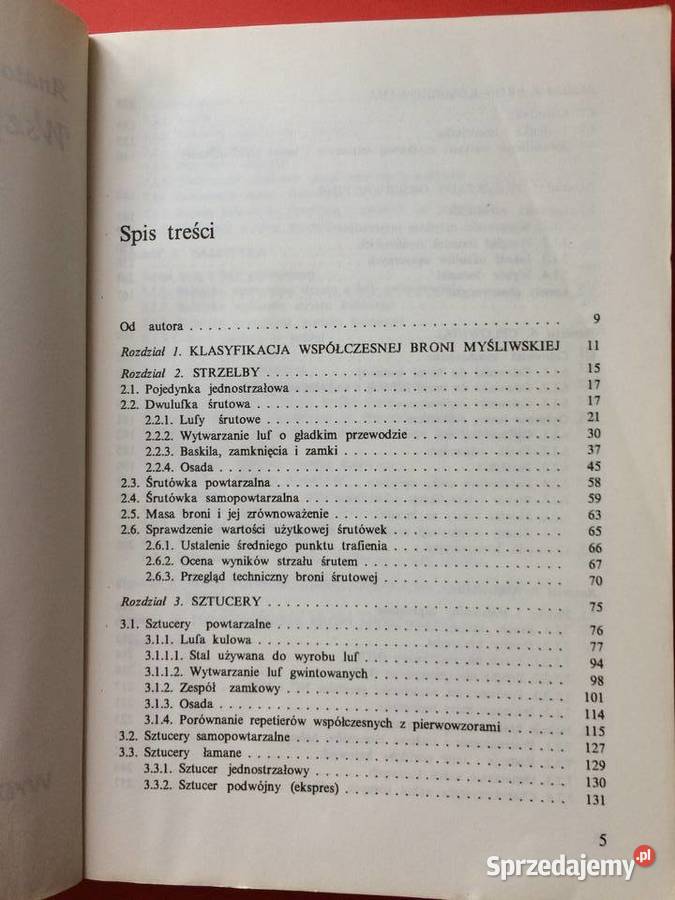 Anato
Spis treści
Od autora . . . . . . . . . . 9
Rozdział 1. KLASYFIKACJA WSPÓŁCZESNEJ BRONI MYŚLIWSKIEJ 11
Rozdział 2. STRZELBY . . . . . . . . . . 15
2.1. Pojedynka jednostrzałowa . . . . . . . . . . 17
2.2. Dwulufka śrutowa . . . . . . . . . . 17
2.2.1. Lufy śrutowe . . . . . . . . . . 21
2.2.2. Wytwarzanie luf o gładkim przewodzie . . . . . . . . . . 30
2.2.3. Baskila, zamknięcia i zamki . . . . . . . . . . 37
2.2.4. Osada . . . . . . . . . . 45
2.3. Śrutówka powtarzalna . . . . . . . . . . 58
2.4. Śrutówka samopowtarzalna . . . . . . . . . . 59
2.5. Masa broni i jej zrównoważenie . . . . . . . . . . 63
2.6. Sprawdzenie wartości użytkowej śrutówek . . . . . . . . . . 65
2.6.1. Ustalenie średniego punktu trafienia . . . . . . . . . . 66
2.6.2. Ocena wyników strzału śrutem . . . . . . . . . . 67
2.6.3. Przegląd techniczny broni śrutowej . . . . . . . . . . 70
Rozdział 3. SZTUCERY . . . . . . . . . . 75
3.1. Sztucery powtarzalne . . . . . . . . . . 76
3.1.1. Lufa kulowa . . . . . . . . . . 77
3.1.1.1. Stal używana do wyrobu luf . . . . . . . . . . 94
3.1.1.2. Wytwarzanie luf gwintowanych . . . . . . . . . . 98
3.1.2. Zespół zamkowy . . . . . . . . . . 101
3.1.3. Osada . . . . . . . . . . 114
3.1.4. Porównanie repetierów współczesnych z pierwowzorami . . . . . 115
3.2. Sztucery samopowtarzalne . . . . . . . . . . 127
3.3. Sztucery łamane . . . . . . . . . . 129
3.3.1. Sztucer jednostrzałowy . . . . . . . . . . 130
3.3.2. Sztucer podwójny (ekspres) . . . . . . . . . . 131
5
Sprzedajemy.pl